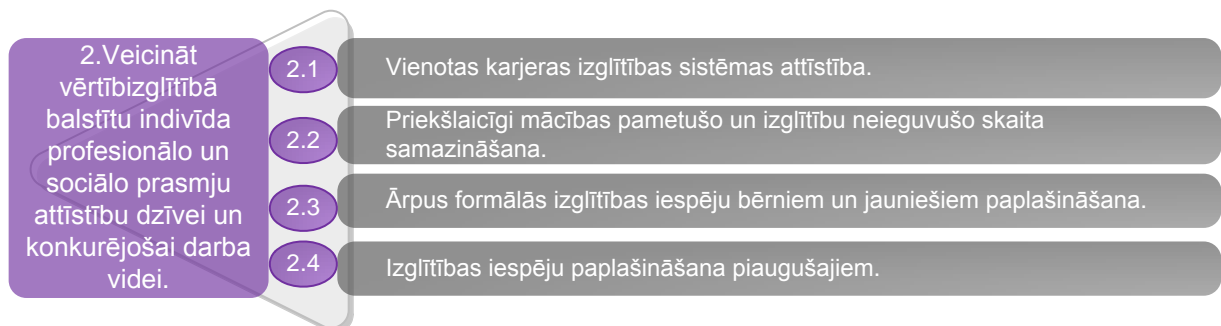 2.Veicināt
vērtībizglītībā
balstītu indivīda
profesionālo un
sociālo prasmju
attīstību dzīvei un
konkurējošai darba
videi.
2.1
Vienotas karjeras izglītības sistēmas attīstība.
2.2
Priekšlaicīgi mācības pametušo un izglītību neieguvušo skaita
samazināšana.
2.3
Ārpus formālās izglītības iespēju bērniem un jauniešiem paplašināšana.
2.4
Izglītības iespēju paplašināšana piaugušajiem.